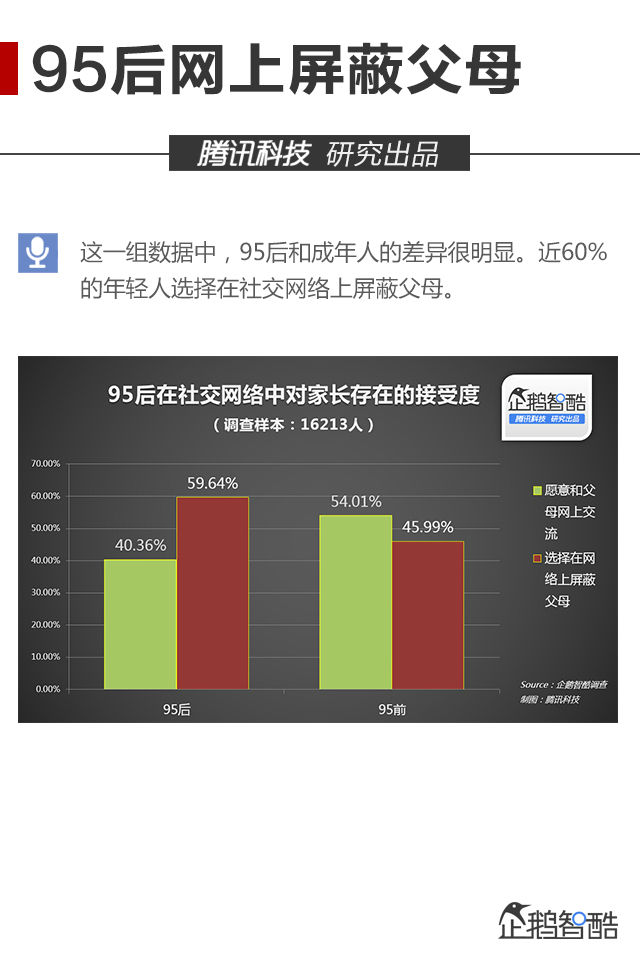 95后网上屏蔽父母
腾讯科技 研究出品
这一组数据中，95后和成年人的差异很明显。近60%
的年轻人选择在社交网络上屏蔽父母。
95后在社交网络中对家长存在的接受度
（调查样本：16213人）
企鹅智酷
腾讯科技 研究出品
70.00%
60.00%
50.00%
40.00%
30.00%
20.00%
10.00%
0.00%
40.36%
59.64%
54.01%
45.99%
95后
95前
愿意和父
母网上交
流
选择在网
络上屏蔽
父母
Source：企鹅智酷调查
制图：腾讯科技
企鹅智酷